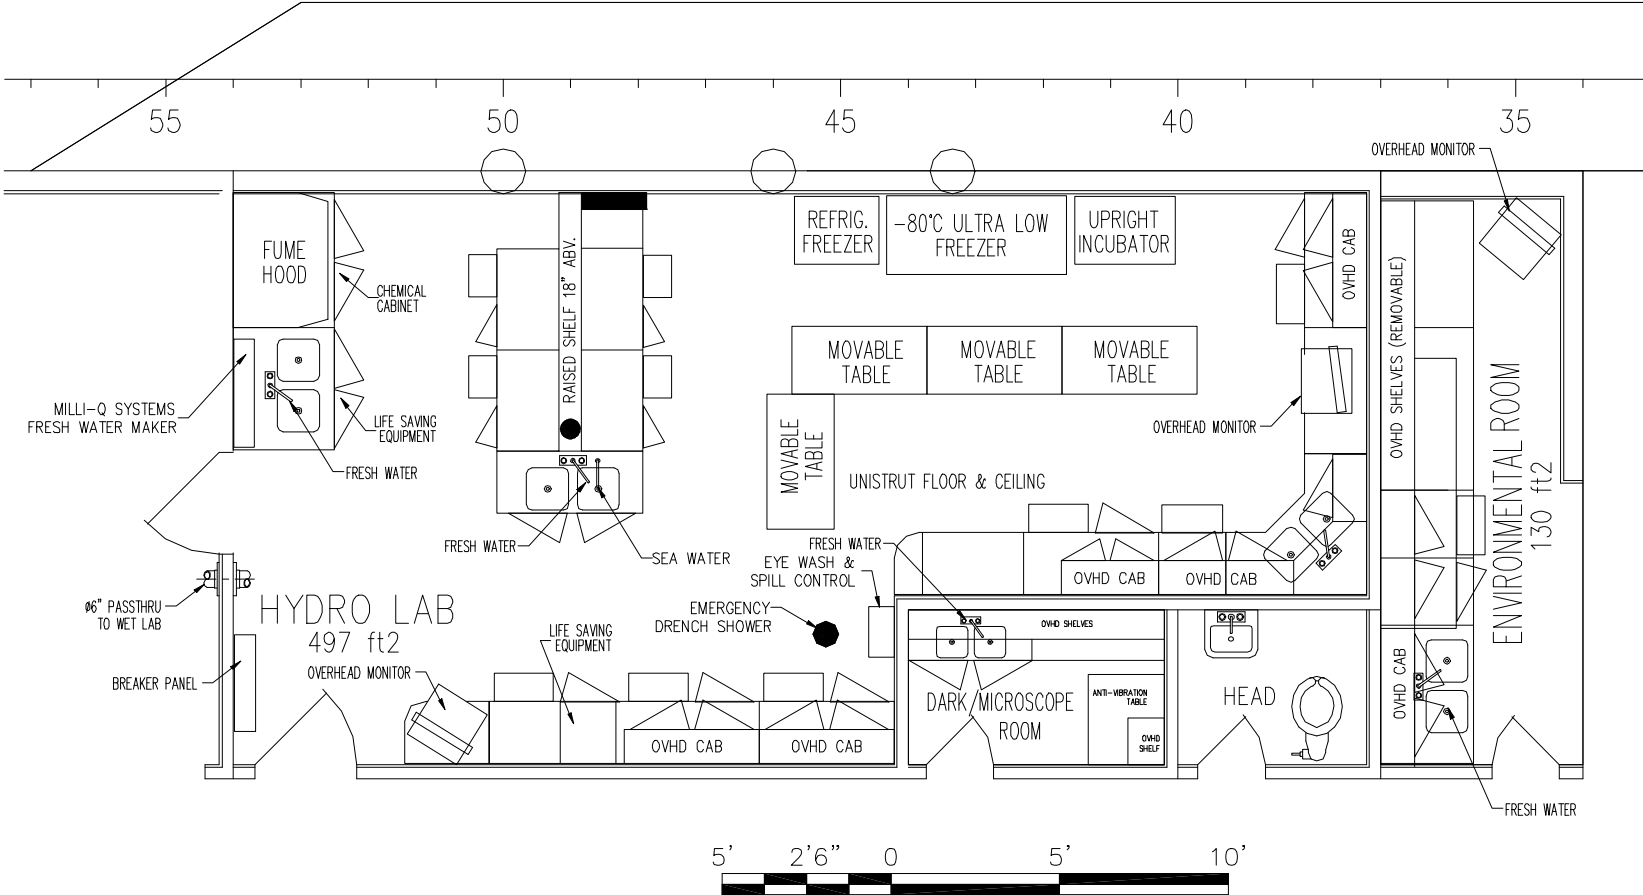 55
50
45
40
35
OVERHEAD MONITOR
FUME
HOOD
CHEMICAL
CABINET
RAISED SHELF 18" ABV.
REFRIG.
FREEZER
-80°C ULTRA LOW
FREEZER
UPRIGHT
INCUBATOR
OVHD CAB
OVHD SHELVES (REMOVABLE)
MOVABLE
TABLE
MOVABLE
TABLE
MOVABLE
TABLE
MOVABLE
TABLE
MILLI-Q SYSTEMS
FRESH WATER MAKER
LIFE SAVING
EQUIPMENT
FRESH WATER
OVERHEAD MONITOR
UNISTRUT FLOOR & CEILING
ENVIRONMENTAL ROOM
130 ft2
FRESH WATER
SEA WATER
FRESH WATER
EYE WASH &
SPILL CONTROL
OVHD CAB
OVHD CAB
ø6" PASSTHRU
TO WET LAB
HYDRO LAB
497 ft2
EMERGENCY
DRENCH SHOWER
LIFE SAVING
EQUIPMENT
OVHD SHELVES
OVERHEAD MONITOR
BREAKER PANEL
DARK/MICROSCOPE
ROOM
ANTI-VIBRATION
TABLE
OVHD
SHELF
HEAD
OVHD CAB
OVHD CAB
OVHD CAB
FRESH WATER
5' 2'6" 0 5' 10'